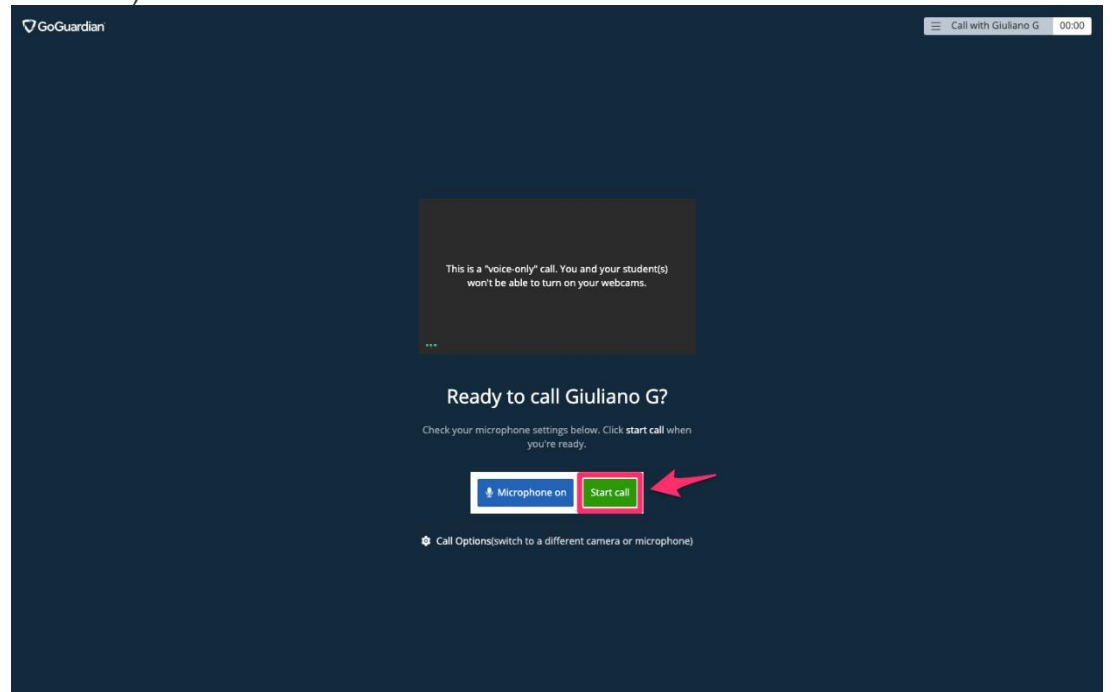 GoGuardian
Call with Giuliano G 00:00
This is a "voice-only" call. You and your student(s)
won't be able to turn on your webcams.
Ready to call Giuliano G?
Check your microphone settings below. Click start call when
you're ready.
Microphone on Start call
Call Options(switch to a different camera or microphone)